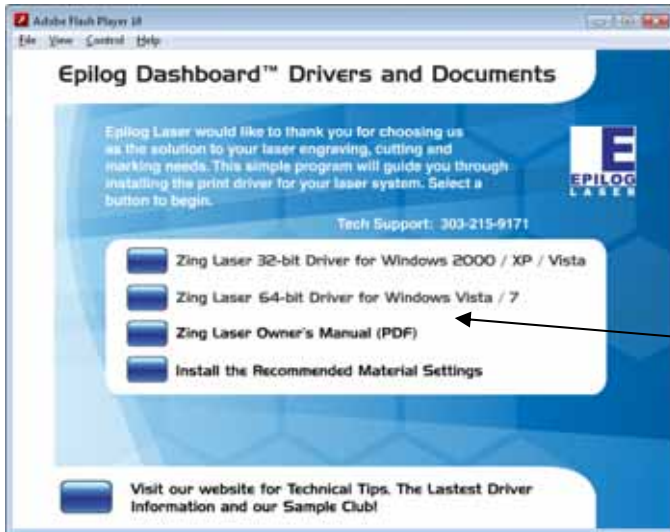 Adobe Flash Player 10
File View Control Help
Epilog Dashboard™ Drivers and Documents
Epilog Laser would like to thank you for choosing us
as the solution to your laser engraving, cutting and
marking needs. This simple program will guide you through
installing the print driver for your laser system. Select a
button to begin.
EPILOG
LASER
Tech Support: 303-215-9171
Zing Laser 32-bit Driver for Windows 2000 / XP / Vista
Zing Laser 64-bit Driver for Windows Vista / 7
Zing Laser Owner's Manual (PDF)
Install the Recommended Material Settings
Visit our website for Technical Tips. The Lastest Driver
Information and our Sample Club!